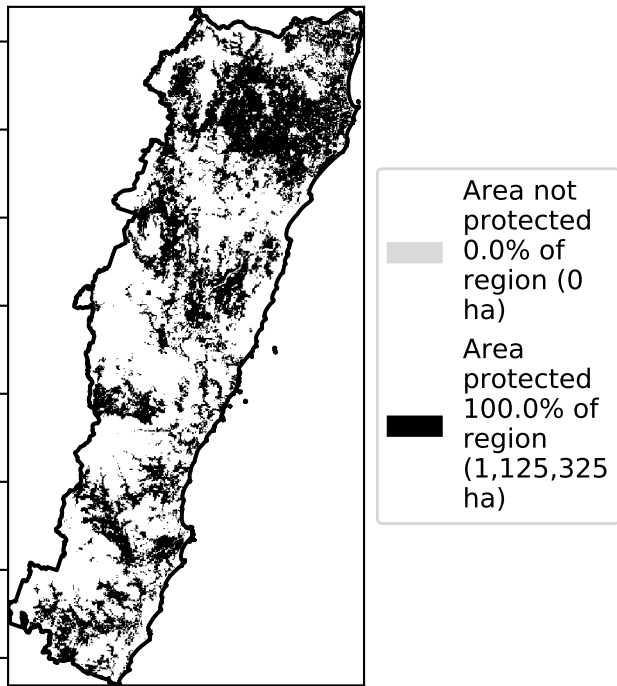 Area not
protected
0.0% of
region (0
ha)
Area
protected
100.0% of
region
(1,125,325
ha)